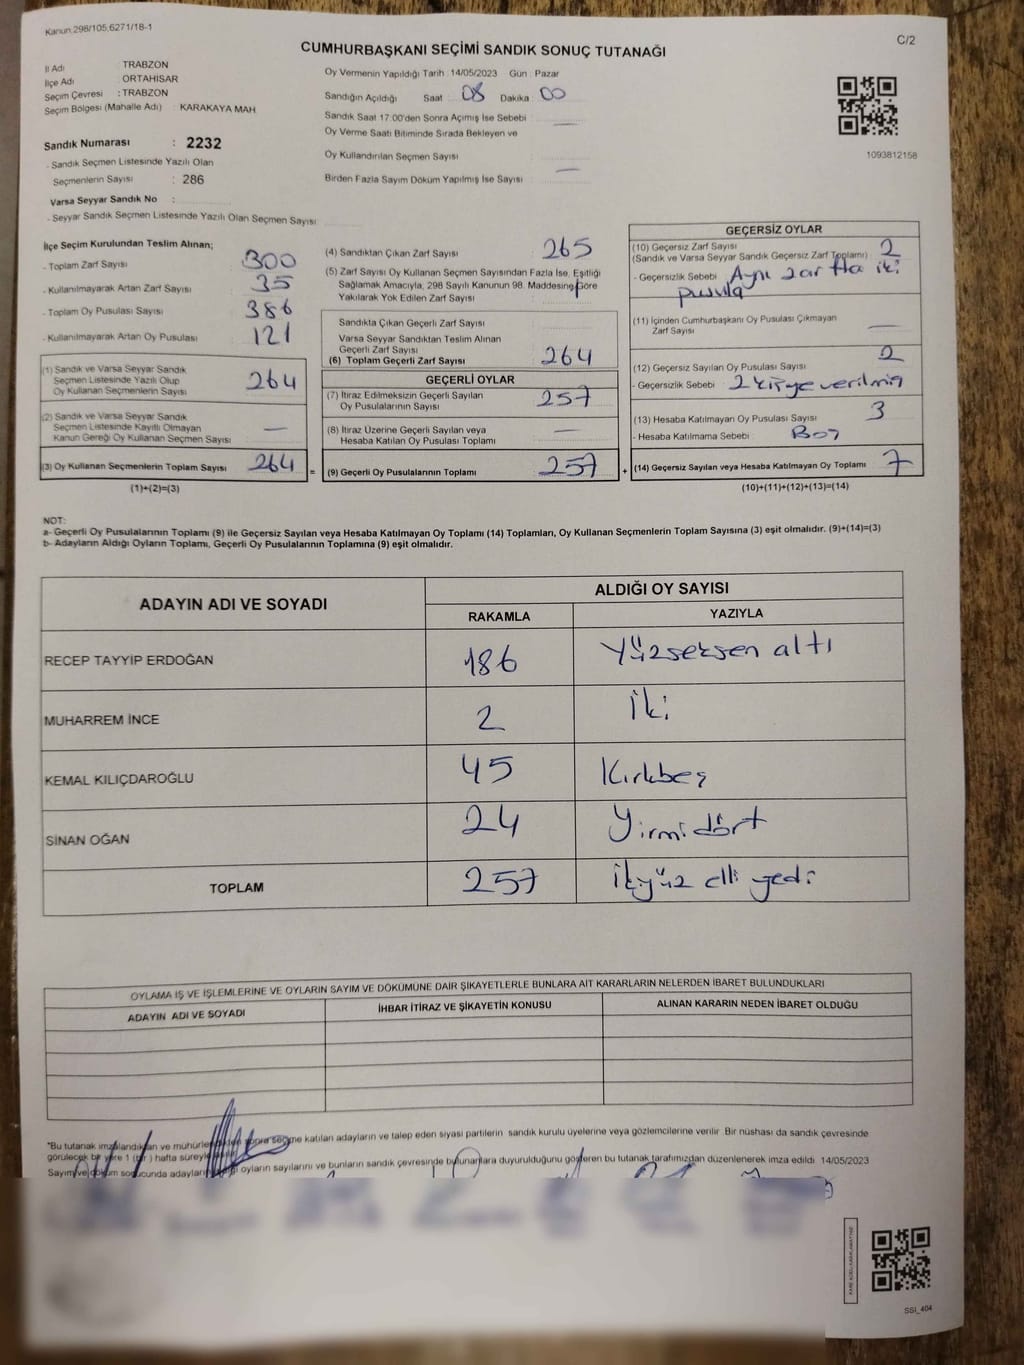 Kanun.298/105,6271/18-1
C/2
CUMHURBAŞKANI SEÇİMİ SANDIK SONUÇ TUTANAĞI
İl Adı TRABZON
İlçe Adı ORTAHİSAR
Seçim Çevresi : TRABZON
Seçim Bölgesi (Mahalle Adı) : KARAKAYA MAH
Sandık Numarası : 2232
- Sandık Seçmen Listesinde Yazılı Olan
Seçmenlerin Sayısı : 286
Varsa Seyyar Sandık No :
- Seyyar Sandık Seçmen Listesinde Yazılı Olan Seçmen Sayısı
Oy Vermenin Yapıldığı Tarih : 14/05/2023 Gün : Pazar
Sandığın Açıldığı Saat 08 Dakika 00
Sandık Saat 17:00'den Sonra Açımış İse Sebebi —
Oy Verme Saati Bitiminde Sırada Bekleyen ve
Oy Kullandırılan Seçmen Sayısı
Birden Fazla Sayım Döküm Yapılmış İse Sayısı —
1093812158
İlçe Seçim Kurulundan Teslim Alınan;
- Toplam Zarf Sayısı 300
- Kullanılmayarak Artan Zarf Sayısı 35
- Toplam Oy Pusulası Sayısı 386
- Kullanılmayarak Artan Oy Pusulası 121
(1) Sandık ve Varsa Seyyar Sandık
Seçmen Listesinde Yazılı Olup
Oy Kullanan Seçmenlerin Sayısı 264
(2) Sandık ve Varsa Seyyar Sandık
Seçmen Listesinde Kayıtlı Olmayan
Kanun Gereği Oy Kullanan Seçmen Sayısı —
(3) Oy Kullanan Seçmenlerin Toplam Sayısı 264 =
(1)+(2)=(3)
(4) Sandıktan Çıkan Zarf Sayısı 265
(5) Zarf Sayısı Oy Kullanan Seçmen Sayısından Fazla İse, Eşitliği
Sağlamak Amacıyla, 298 Sayılı Kanunun 98. Maddesine Göre
Yakılarak Yok Edilen Zarf Sayısı
Sandıkta Çıkan Geçerli Zarf Sayısı
Varsa Seyyar Sandıktan Teslim Alınan
Geçerli Zarf Sayısı
(6) Toplam Geçerli Zarf Sayısı 264
GEÇERLİ OYLAR
(7) İtiraz Edilmeksizin Geçerli Sayılan
Oy Pusulalarının Sayısı 257
(8) İtiraz Üzerine Geçerli Sayılan veya
Hesaba Katılan Oy Pusulası Toplamı —
(9) Geçerli Oy Pusulalarının Toplamı 257 +
GEÇERSİZ OYLAR
(10) Geçersiz Zarf Sayısı 2
(Sandık ve Varsa Seyyar Sandık Geçersiz Zarf Toplamı)
- Geçersizlik Sebebi Aynı zarfta iki
pusula
(11) İçinden Cumhurbaşkanı Oy Pusulası Çıkmayan
Zarf Sayısı —
(12) Geçersiz Sayılan Oy Pusulası Sayısı 2
- Geçersizlik Sebebi 2 kişiye verilmiş
(13) Hesaba Katılmayan Oy Pusulası Sayısı 3
- Hesaba Katılmama Sebebi Boş
(14) Geçersiz Sayılan veya Hesaba Katılmayan Oy Toplamı 7
(10)+(11)+(12)+(13)=(14)
NOT:
a- Geçerli Oy Pusulalarının Toplamı (9) ile Geçersiz Sayılan veya Hesaba Katılmayan Oy Toplamı (14) Toplamları, Oy Kullanan Seçmenlerin Toplam Sayısına (3) eşit olmalıdır. (9)+(14)=(3)
b- Adayların Aldığı Oyların Toplamı, Geçerli Oy Pusulalarının Toplamına (9) eşit olmalıdır.
ADAYIN ADI VE SOYADI ALDIĞI OY SAYISI
RAKAMLA YAZIYLA
RECEP TAYYİP ERDOĞAN 186 Yüzseksen altı
MUHARREM İNCE 2 İki
KEMAL KILIÇDAROĞLU 45 Kırkbeş
SİNAN OĞAN 24 Yirmidört
TOPLAM 257 İkiyüz elli yedi
OYLAMA İŞ VE İŞLEMLERİNE VE OYLARIN SAYIM VE DÖKÜMÜNE DAİR ŞİKAYETLERLE BUNLARA AİT KARARLARIN NELERDEN İBARET BULUNDUKLARI
ADAYIN ADI VE SOYADI İHBAR İTİRAZ VE ŞİKAYETİN KONUSU ALINAN KARARIN NEDEN İBARET OLDUĞU
"Bu tutanak imzalandıktan ve mühürlendikten sonra seçime katılan adayların ve talep eden siyasi partilerin sandık kurulu üyelerine veya gözlemcilerine verilir. Bir nüshası da sandık çevresinde
görülecek bir yere 1 (bir) hafta süreyle
Sayım ve döküm sonucunda adayların oyların sayılarını ve bunların sandık çevresinde bulunanlara duyurulduğunu gösteren bu tutanak tarafımızdan düzenlenerek imza edildi. 14/05/2023
SSİ_404